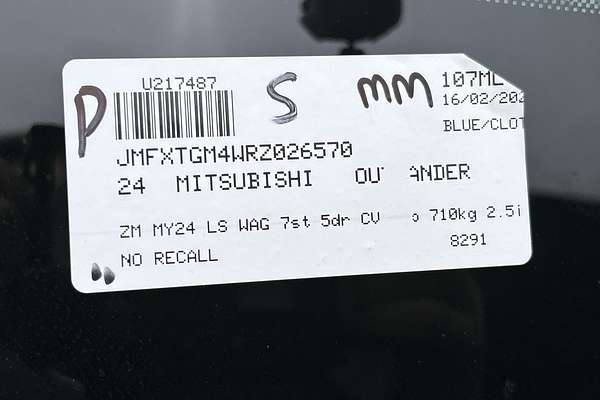 P
U217487
S
MM
107ML
16/02/202
BLUE/CLOT
JMFXTGM4WRZ026570
24 MITSUBISHI OU ANDER
ZM MY24 LS WAG 7st 5dr CV 710kg 2.5i
NO RECALL
8291